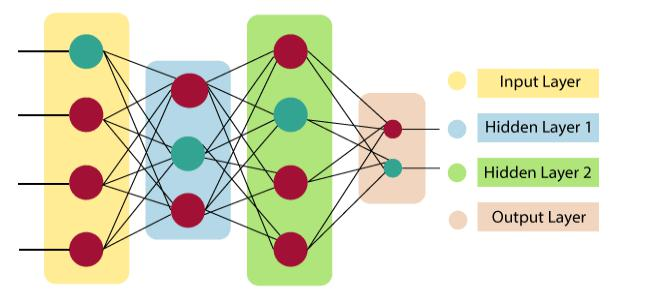 Input Layer
Hidden Layer 1
Hidden Layer 2
Output Layer